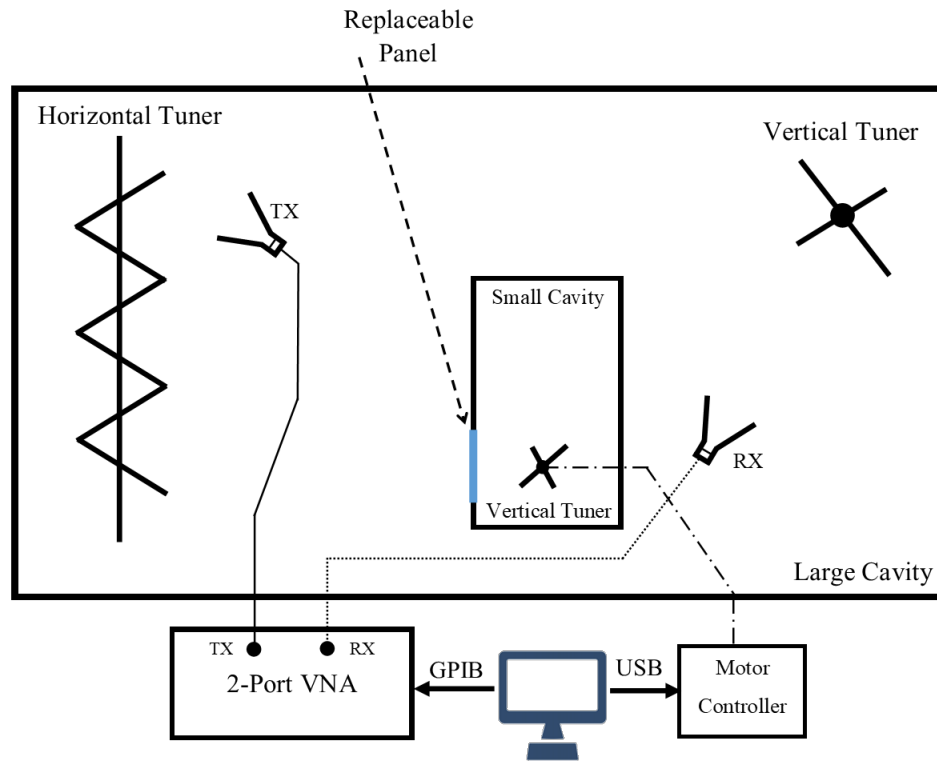 Replaceable
Panel
Horizontal Tuner
Vertical Tuner
TX
Small Cavity
RX
Vertical Tuner
Large Cavity
TX
RX
2-Port VNA
GPIB
USB
Motor
Controller